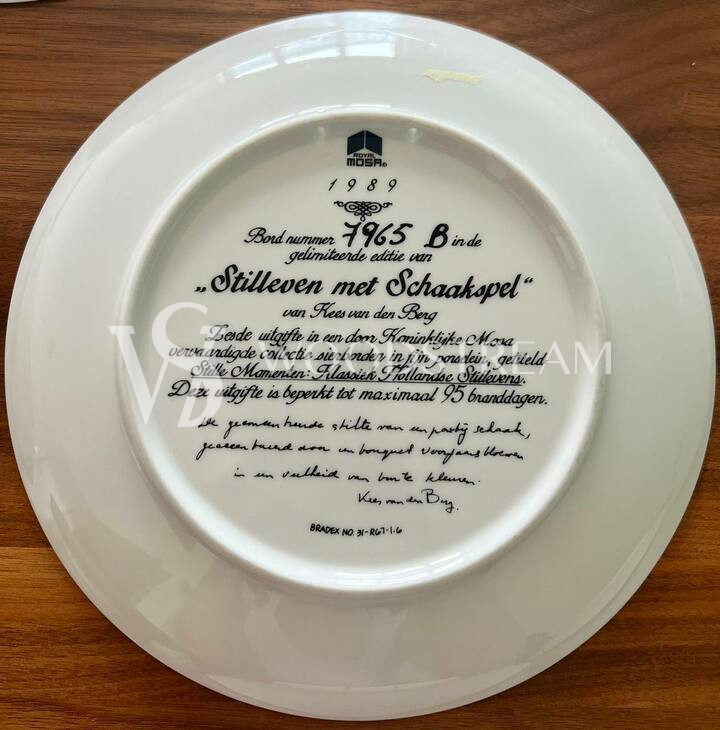 ROYAL
MOSA®
1989
Bord nummer 7965 B in de
gelimiteerde editie van
„Stilleven met Schaakspel“
van Kees van den Berg
Zesde uitgifte in een door Koninklijke Mosa
vervaardigde collectie sierborden in fijn porselein, getiteld
Stille Momenten: Klassiek Hollandse Stillevens.
Deze uitgifte is beperkt tot maximaal 95 branddagen.
De stilte van een partij schaak,
geaccentueerd door een bouquet voorjaarsbloemen
in een veelheid van bonte kleuren.
Kees van den Berg.
BRADEX NO. 31-R67-1.6